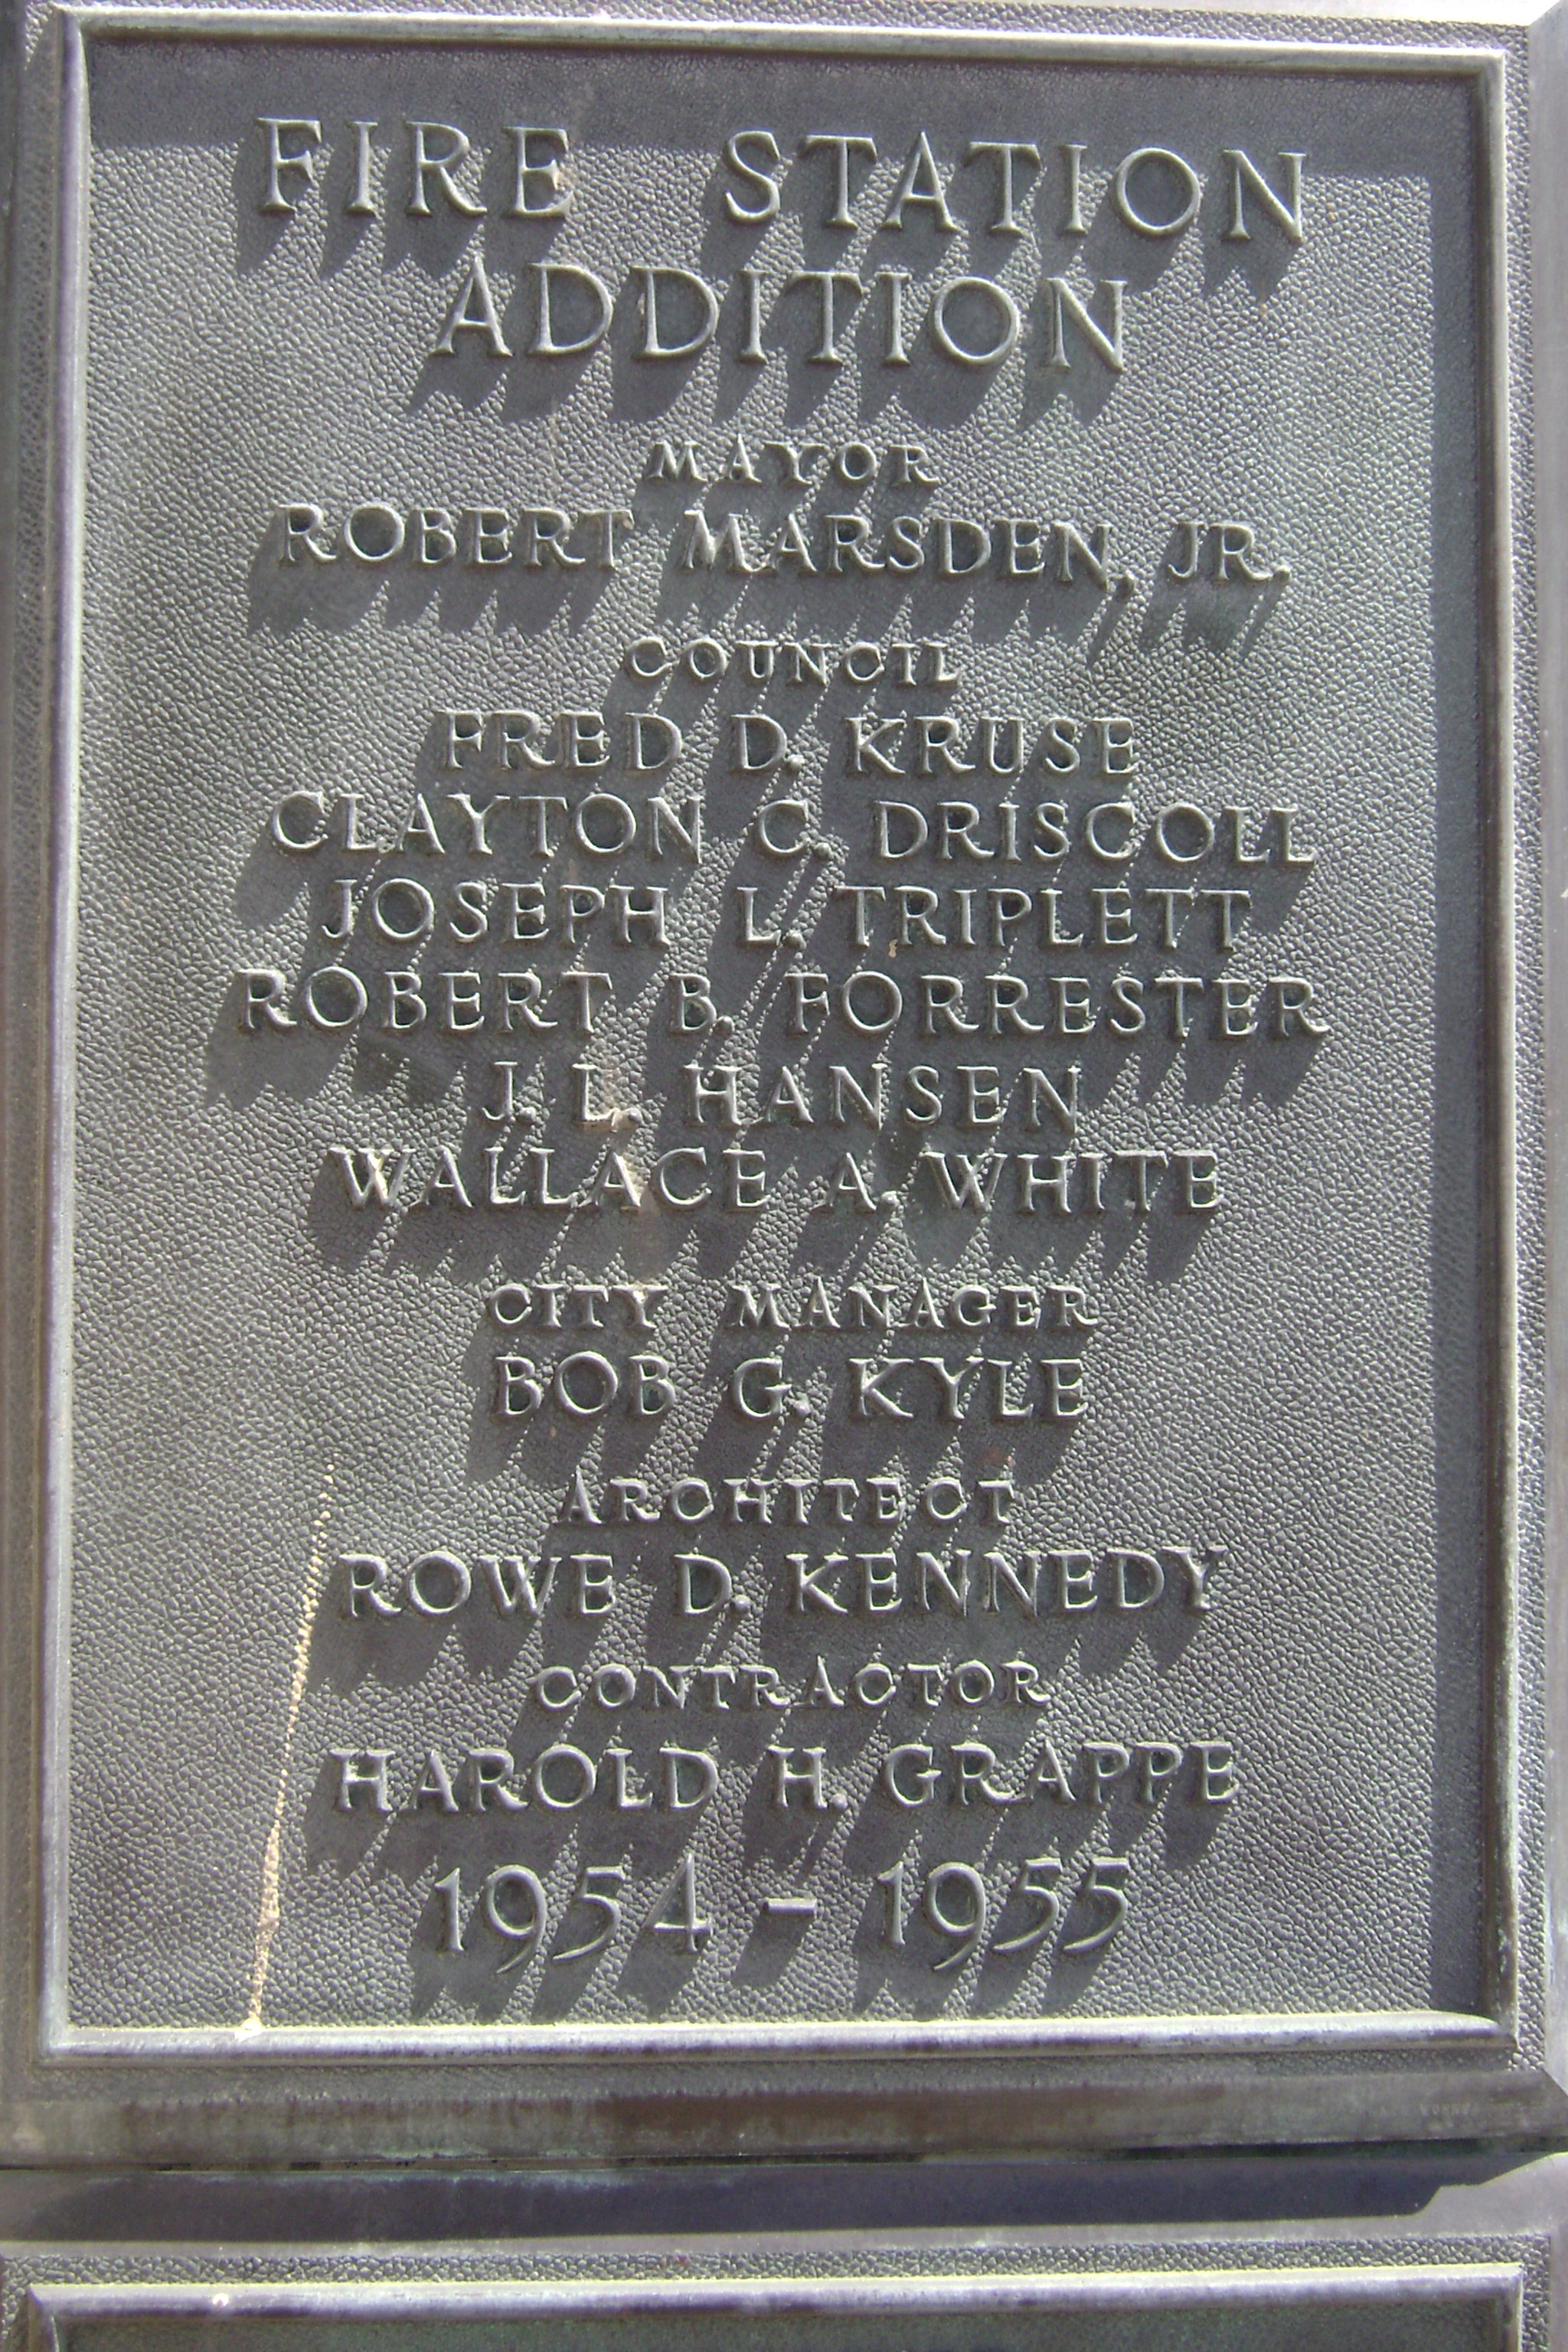 FIRE STATION
ADDITION
MAYOR
ROBERT MARSDEN, JR.
COUNCIL
FRED D. KRUSE
CLAYTON C. DRISCOLL
JOSEPH L. TRIPLETT
ROBERT B. FORRESTER
J. L. HANSEN
WALLACE A. WHITE
CITY MANAGER
BOB G. KYLE
ARCHITECT
ROWE D. KENNEDY
CONTRACTOR
HAROLD H. GRAPPE
1954 - 1955